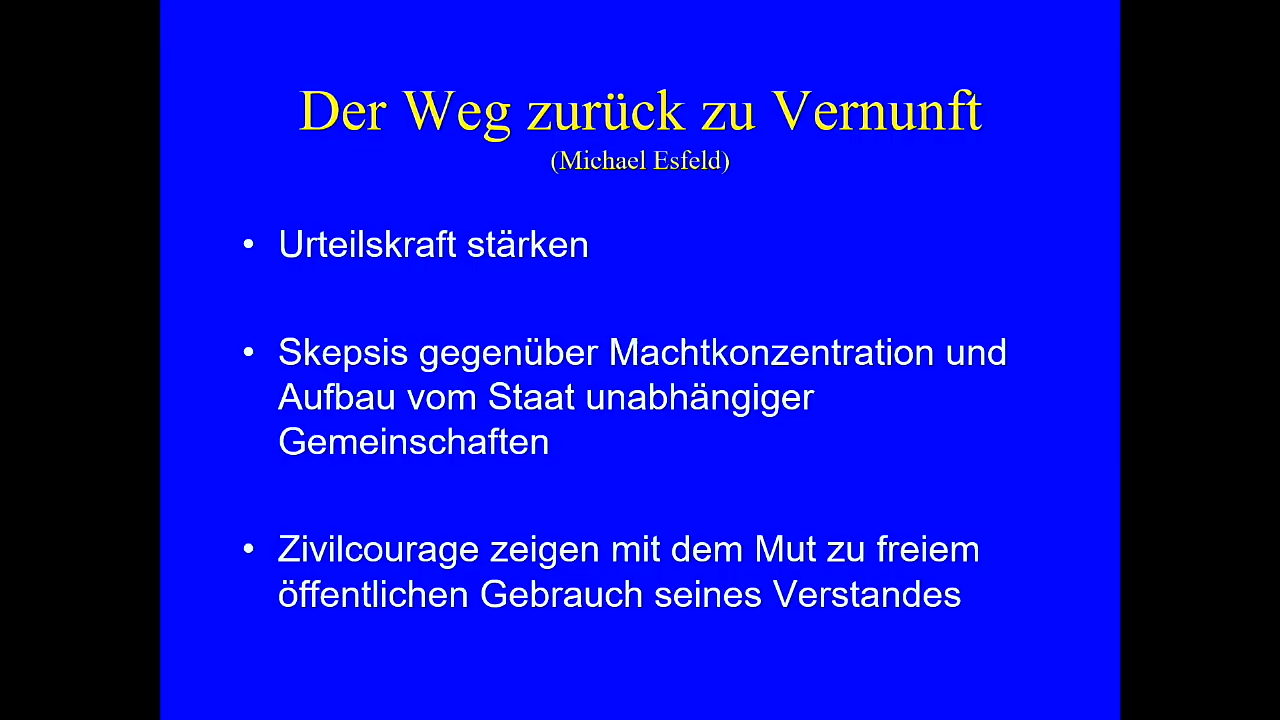 Der Weg zurück zu Vernunft
(Michael Esfeld)
• Urteilskraft stärken
• Skepsis gegenüber Machtkonzentration und
Aufbau vom Staat unabhängiger
Gemeinschaften
• Zivilcourage zeigen mit dem Mut zu freiem
öffentlichen Gebrauch seines Verstandes